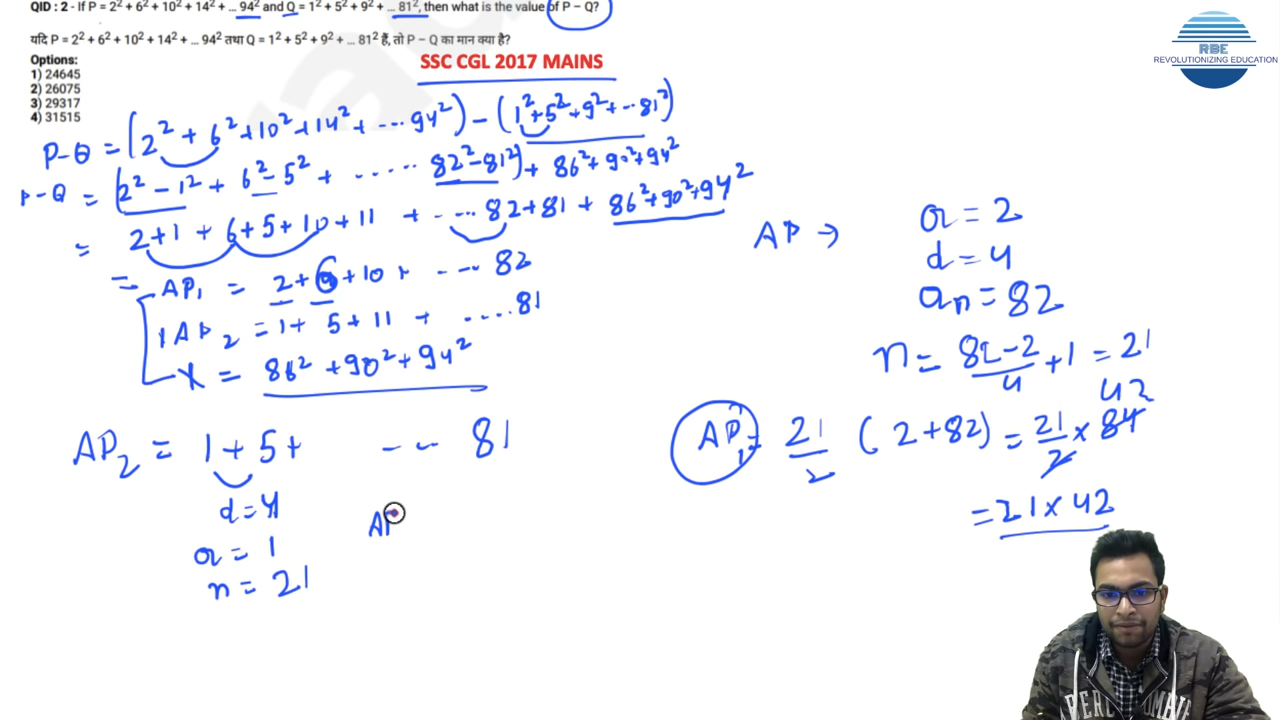 QID : 2 - If P = 2² + 6² + 10² + 14² + ... 94² and Q = 1² + 5² + 9² + ... 81², then what is the value of P – Q?
यदि P = 2² + 6² + 10² + 14² + ... 94² तथा Q = 1² + 5² + 9² + ... 81² हैं, तो P – Q का मान क्या है?
Options:
1) 24645
2) 26075
3) 29317
4) 31515
SSC CGL 2017 MAINS
RBE
REVOLUTIONIZING EDUCATION
P-Q = (2² + 6² + 10² + 14² + ... 94²) - (1² + 5² + 9² + ... 81²)
P-Q = (2² - 1² + 6² - 5² + ..... 82² - 81²) + 86² + 90² + 94²
= 2+1 + 6+5+10+11 + ..... 82+81 + 86² + 90² + 94²
= AP₁ = 2+6+10+ ---- 82
AP₂ = 1+ 5+ 11 + .....81
X = 86² + 90² + 94²
AP₂ = 1+5+ --- 81
d = 4
a = 1
n = 21
AP
AP →
a = 2
d = 4
an = 82
n = 82-2/4 +1 = 21
42
AP₁ = 21/2 (2+82) = 21/2 × 84
= 21 × 42